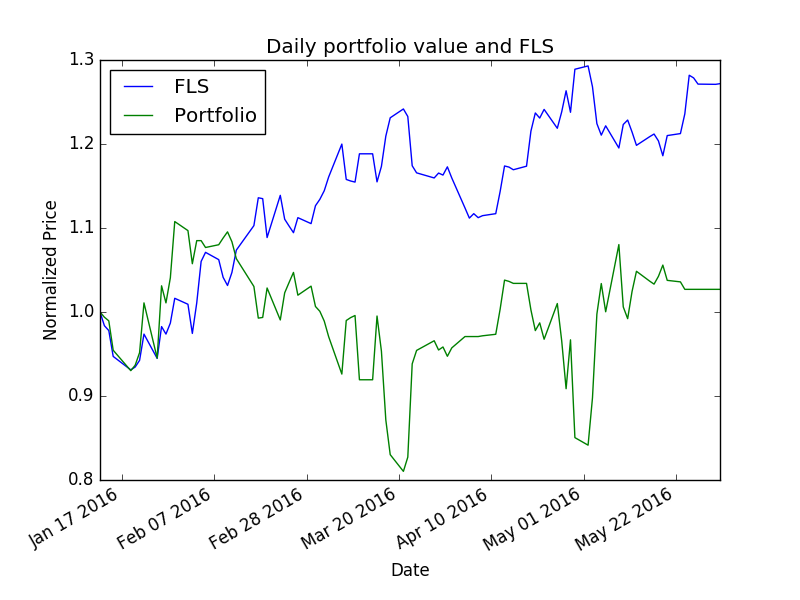 Daily portfolio value and FLS
FLS
Portfolio
Normalized Price
1.3
1.2
1.1
1.0
0.9
0.8
Jan 17 2016
Feb 07 2016
Feb 28 2016
Mar 20 2016
Apr 10 2016
May 01 2016
May 22 2016
Date